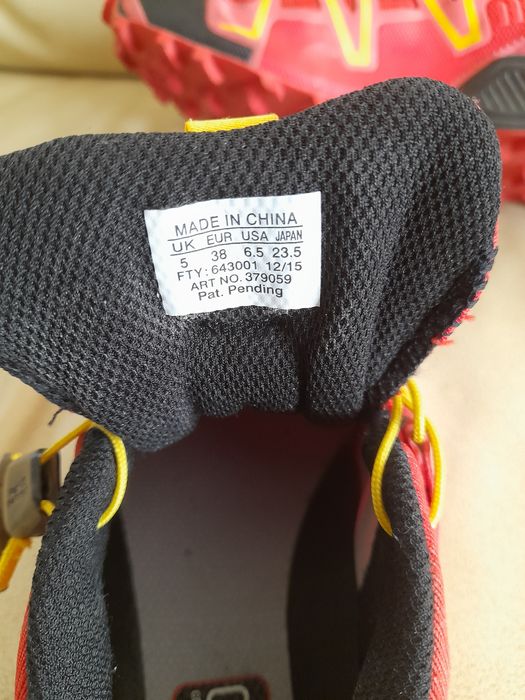 MADE IN CHINA
UK EUR USA JAPAN
5 38 6.5 23.5
FTY: 643001 12/15
ART NO. 379059
Pat. Pending